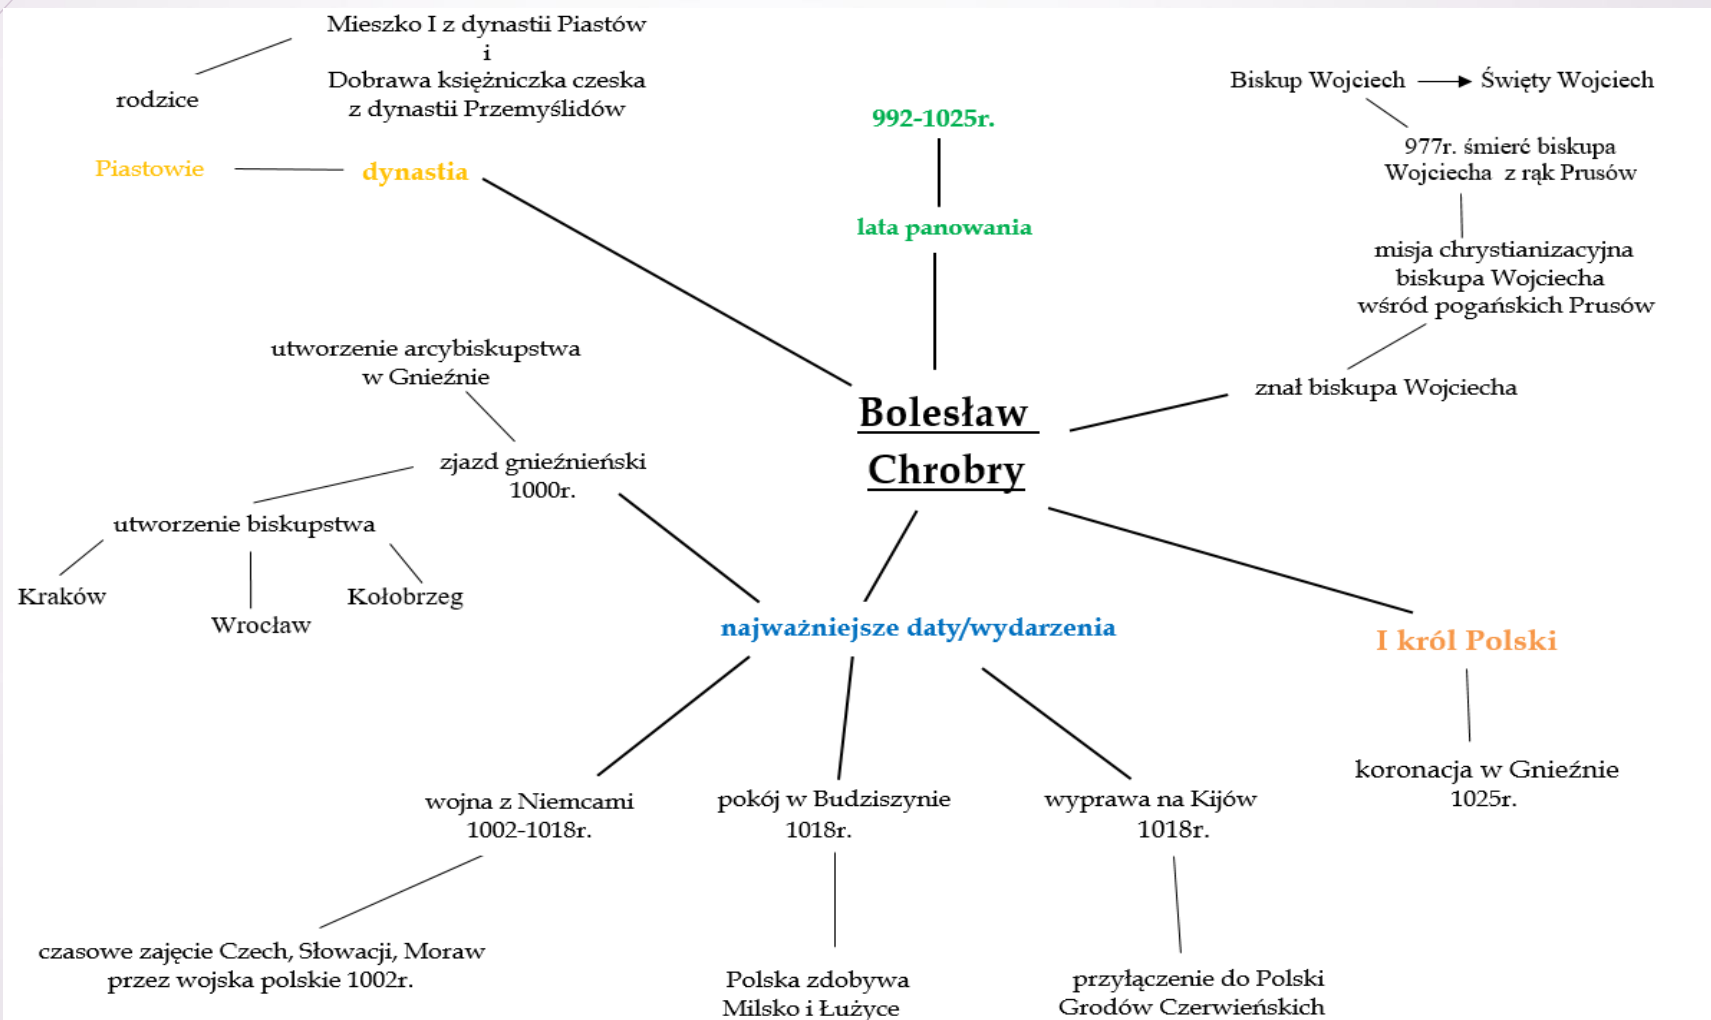 Mieszko I z dynastii Piastów
i
Dobrawa księżniczka czeska
z dynastii Przemyślidów
rodzice
Piastowie
dynastia
992-1025r.
lata panowania
Biskup Wojciech
Święty Wojciech
977r. śmierć biskupa
Wojciecha z rąk Prusów
misja chrystianizacyjna
biskupa Wojciecha
wśród pogańskich Prusów
znał biskupa Wojciecha
utworzenie arcybiskupstwa
w Gnieźnie
zjazd gnieźnieński
1000r.
utworzenie biskupstwa
Kraków
Wrocław
Kołobrzeg
Bolesław
Chrobry
najważniejsze daty/wydarzenia
I król Polski
koronacja w Gnieźnie
1025r.
wojna z Niemcami
1002-1018r.
pokój w Budziszynie
1018r.
wyprawa na Kijów
1018r.
czasowe zajęcie Czech, Słowacji, Moraw
przez wojska polskie 1002r.
Polska zdobywa
Milsko i Łużyce
przyłączenie do Polski
Grodów Czerwieńskich